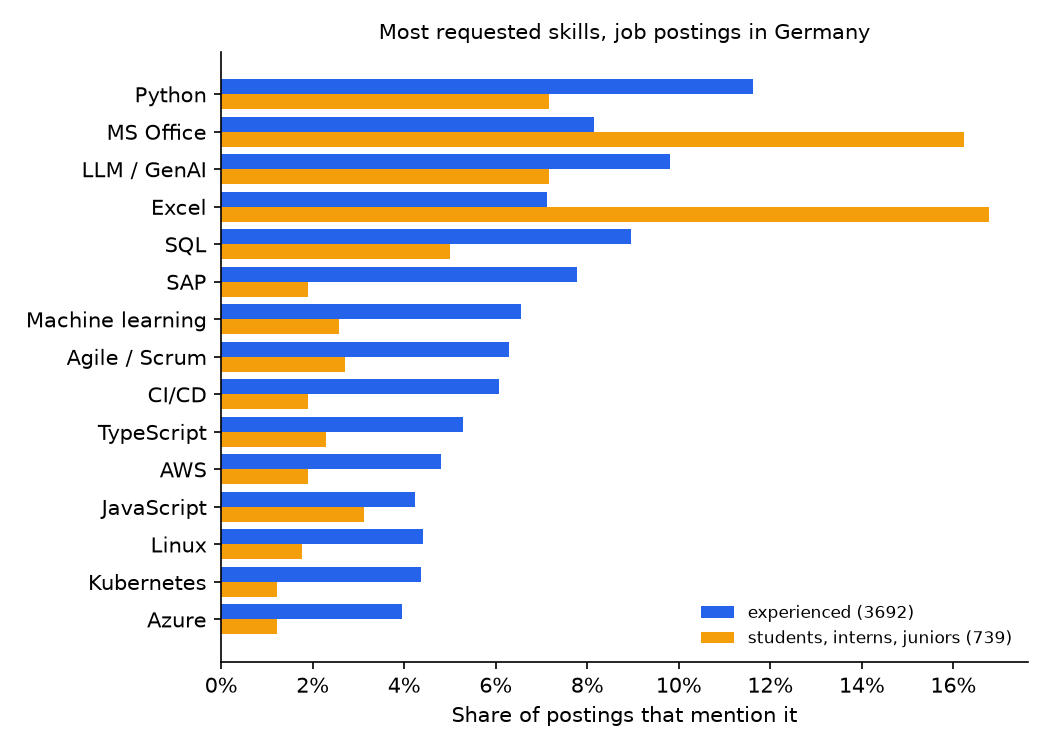 Most requested skills, job postings in Germany
Python
MS Office
LLM / GenAI
Excel
SQL
SAP
Machine learning
Agile / Scrum
CI/CD
TypeScript
AWS
JavaScript
Linux
Kubernetes
Azure
experienced (3692)
students, interns, juniors (739)
0% 2% 4% 6% 8% 10% 12% 14% 16%
Share of postings that mention it